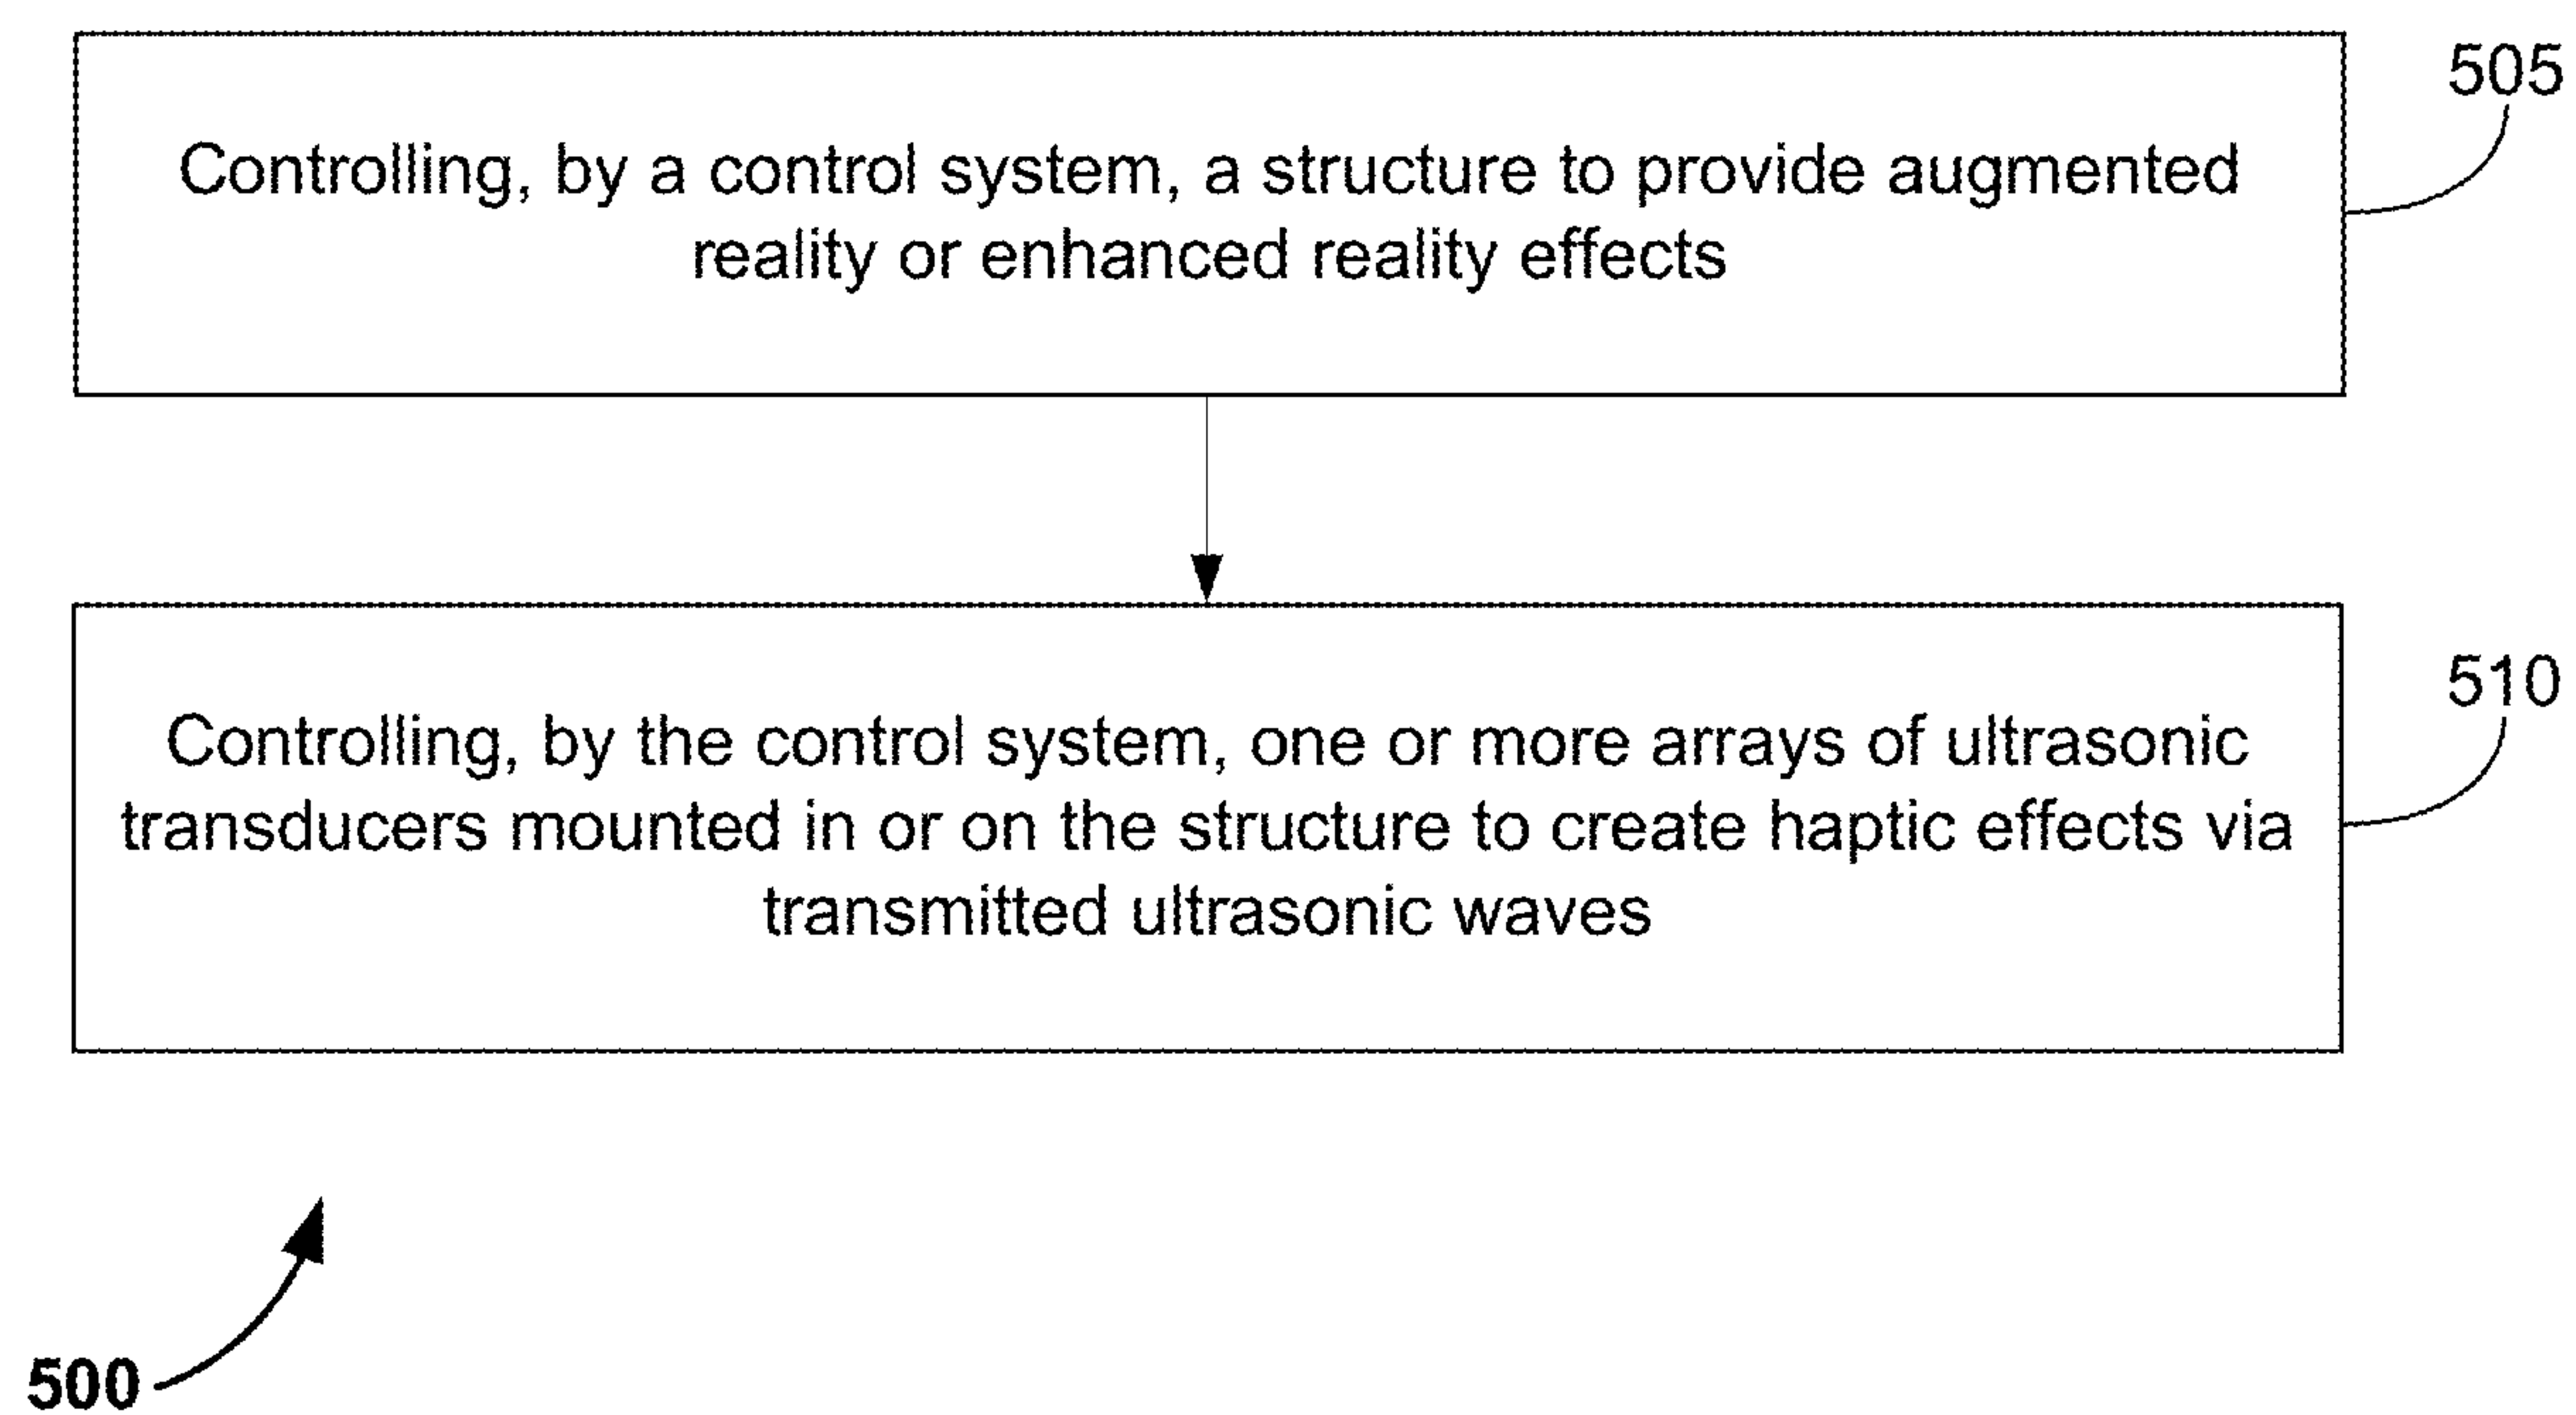 505
Controlling, by a control system, a structure to provide augmented
reality or enhanced reality effects
510
Controlling, by the control system, one or more arrays of ultrasonic
transducers mounted in or on the structure to create haptic effects via
transmitted ultrasonic waves
500